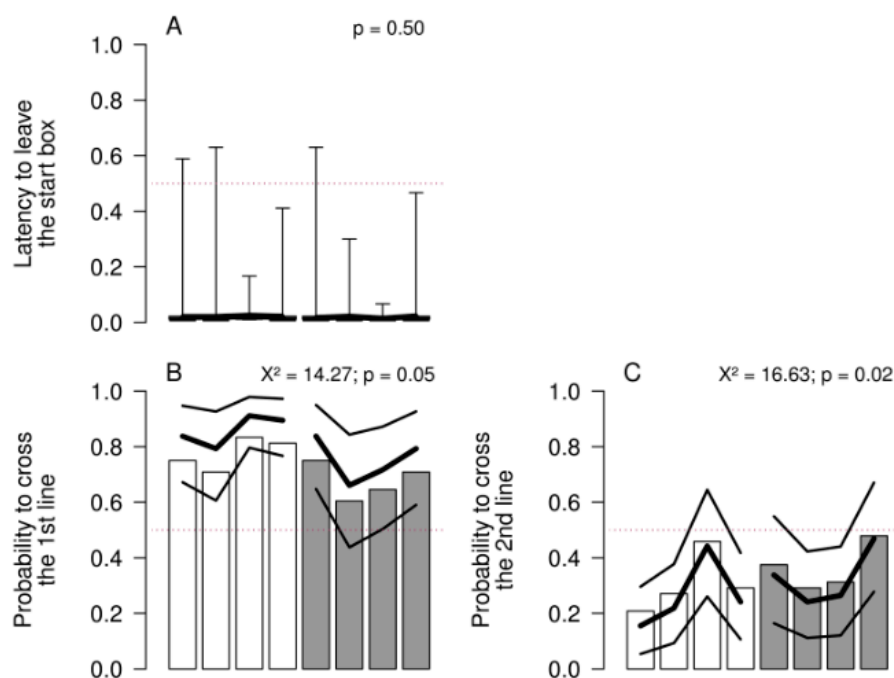 A
p = 0.50
Latency to leave
the start box
1.0
0.8
0.6
0.4
0.2
0.0
B
X² = 14.27; p = 0.05
Probability to cross
the 1st line
1.0
0.8
0.6
0.4
0.2
0.0
C
X² = 16.63; p = 0.02
Probability to cross
the 2nd line
1.0
0.8
0.6
0.4
0.2
0.0